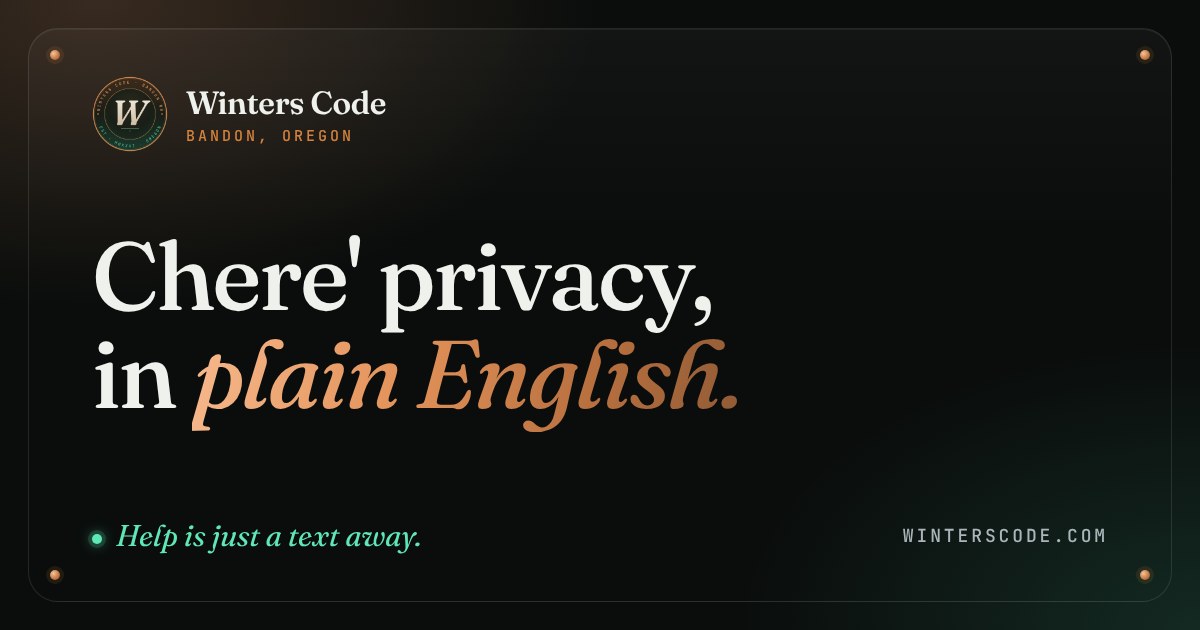 W
Winters Code
BANDON, OREGON
Chere' privacy,
in plain English.
Help is just a text away.
WINTERSCODE.COM